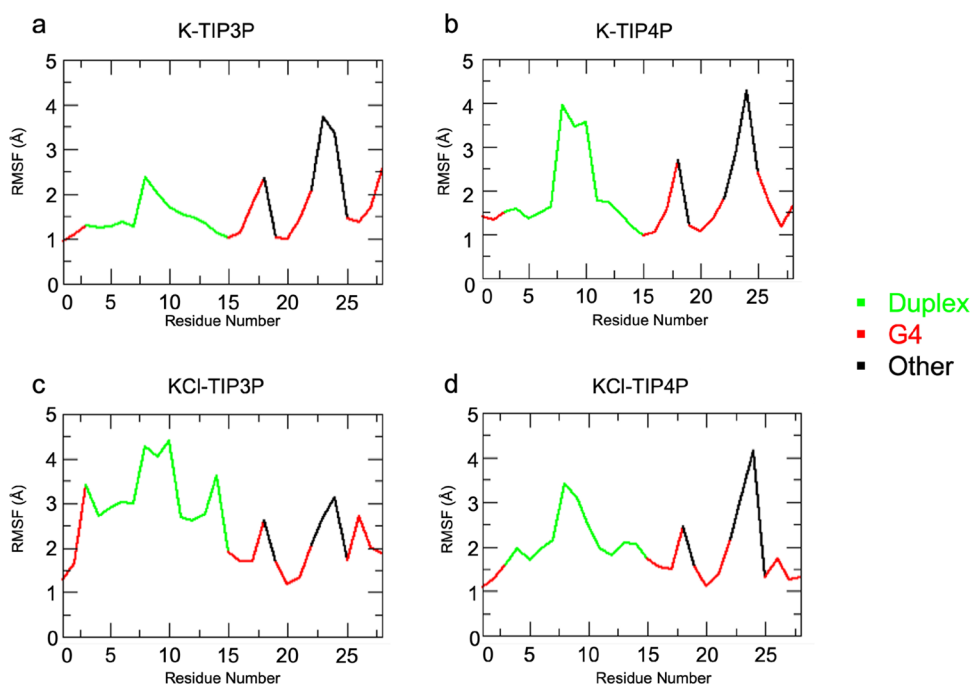 a
K-TIP3P
5
4
3
2
1
0
RMSF (Å)
0 5 10 15 20 25
Residue Number
b
K-TIP4P
5
4
3
2
1
0
RMSF (Å)
0 5 10 15 20 25
Residue Number
Duplex
G4
Other
c
KCl-TIP3P
5
4
3
2
1
0
RMSF (Å)
0 5 10 15 20 25
Residue Number
d
KCl-TIP4P
5
4
3
2
1
0
RMSF (Å)
0 5 10 15 20 25
Residue Number